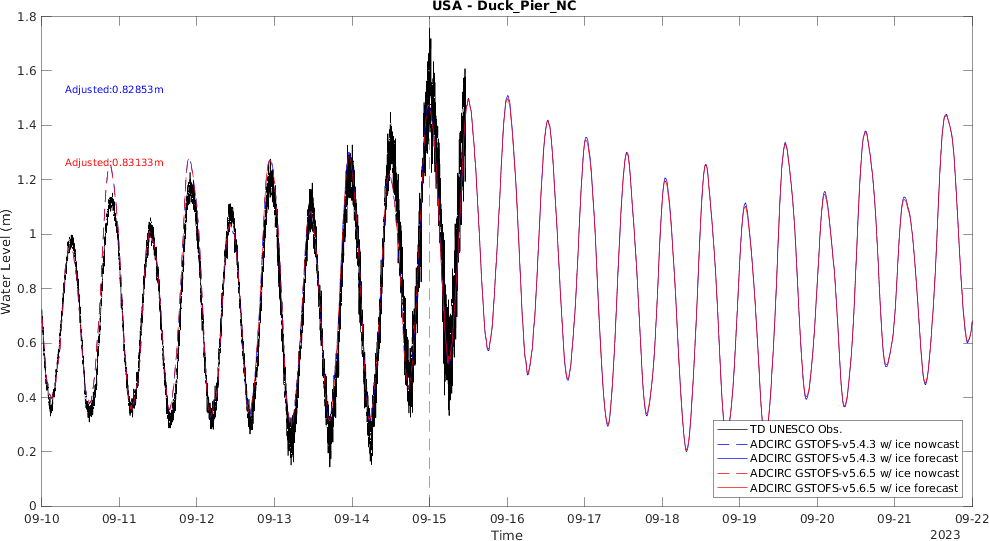 USA - Duck_Pier_NC
1.8
1.6
1.4
1.2
1
0.8
0.6
0.4
0.2
0
Water Level (m)
Adjusted:0.82853m
Adjusted:0.83133m
TD UNESCO Obs.
ADCIRC GSTOFS-v5.4.3 w/ ice nowcast
ADCIRC GSTOFS-v5.4.3 w/ ice forecast
ADCIRC GSTOFS-v5.6.5 w/ ice nowcast
ADCIRC GSTOFS-v5.6.5 w/ ice forecast
09-10 09-11 09-12 09-13 09-14 09-15 09-16 09-17 09-18 09-19 09-20 09-21 09-22
Time
2023